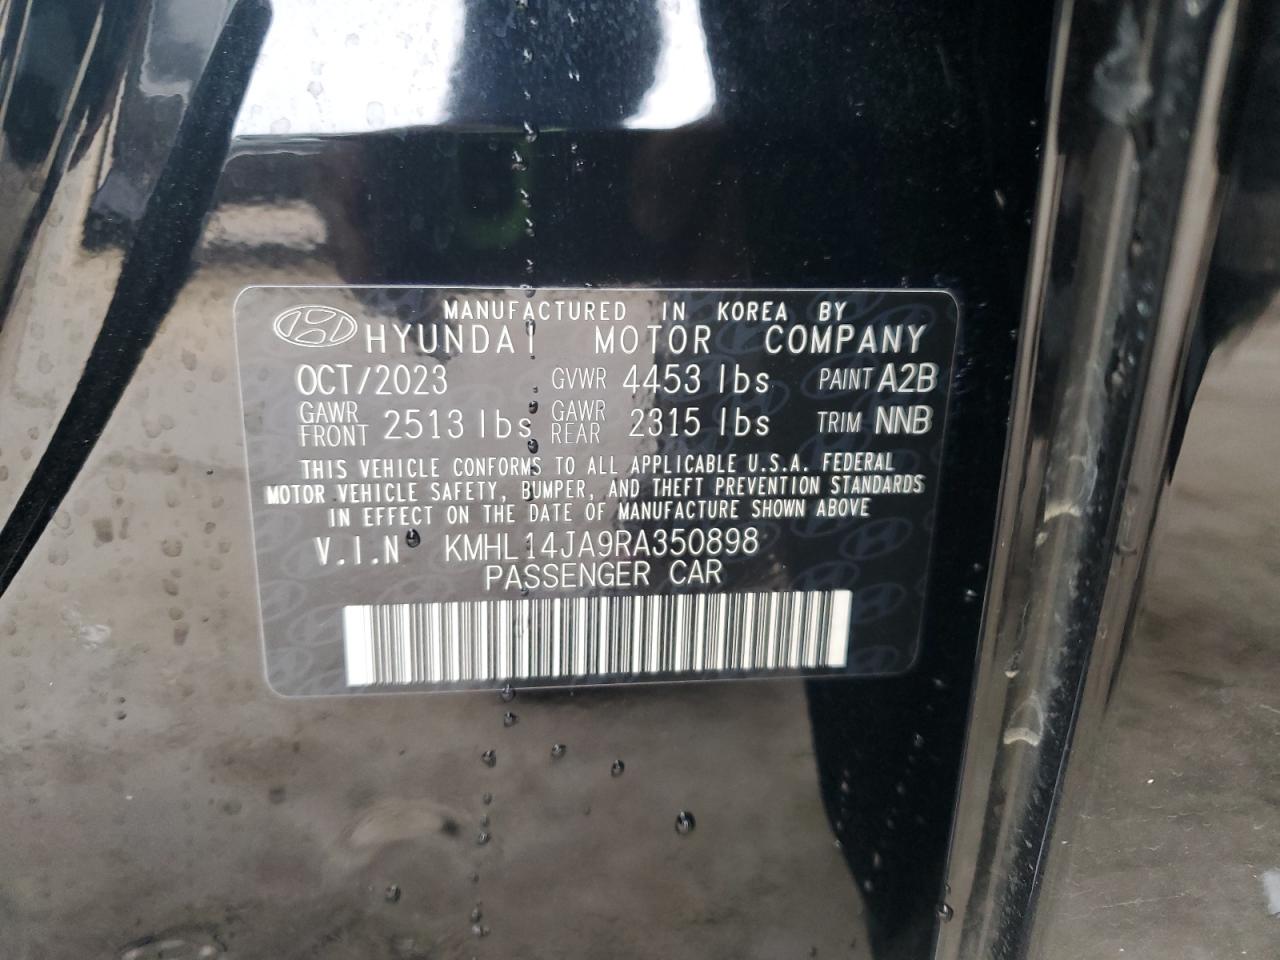 MANUFACTURED IN KOREA BY
HYUNDAI MOTOR COMPANY
OCT/2023 GVWR 4453 lbs PAINT A2B
GAWR FRONT 2513 lbs GAWR REAR 2315 lbs TRIM NNB
THIS VEHICLE CONFORMS TO ALL APPLICABLE U.S.A. FEDERAL
MOTOR VEHICLE SAFETY, BUMPER, AND THEFT PREVENTION STANDARDS
IN EFFECT ON THE DATE OF MANUFACTURE SHOWN ABOVE
V.I.N KMHL14JA9RA350898
PASSENGER CAR